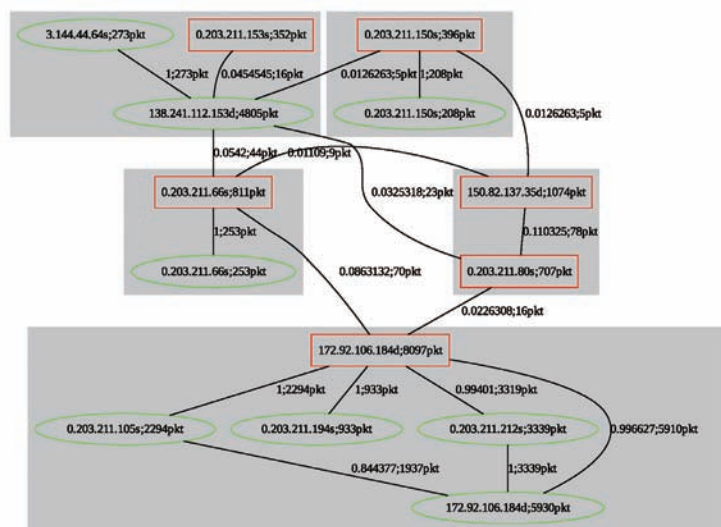 3.144.44.64s;273pkt
0.203.211.153s;352pkt
0.203.211.150s;396pkt
1;273pkt
0.0454545;16pkt
0.0126263;5pkt
1;208pkt
138.241.112.153d;4805pkt
0.203.211.150s;208pkt
0.0126263;5pkt
0.0542;44pkt
0.01109;9pkt
0.203.211.66s;811pkt
0.0325318;23pkt
150.82.137.35d;1074pkt
1;253pkt
0.110325;78pkt
0.203.211.66s;253pkt
0.0863132;70pkt
0.203.211.80s;707pkt
0.0226308;16pkt
172.92.106.184d;8097pkt
1;2294pkt
1;933pkt
0.99401;3319pkt
0.203.211.105s;2294pkt
0.203.211.194s;933pkt
0.203.211.212s;3339pkt
0.996627;5910pkt
0.844377;1937pkt
1;3339pkt
172.92.106.184d;5930pkt